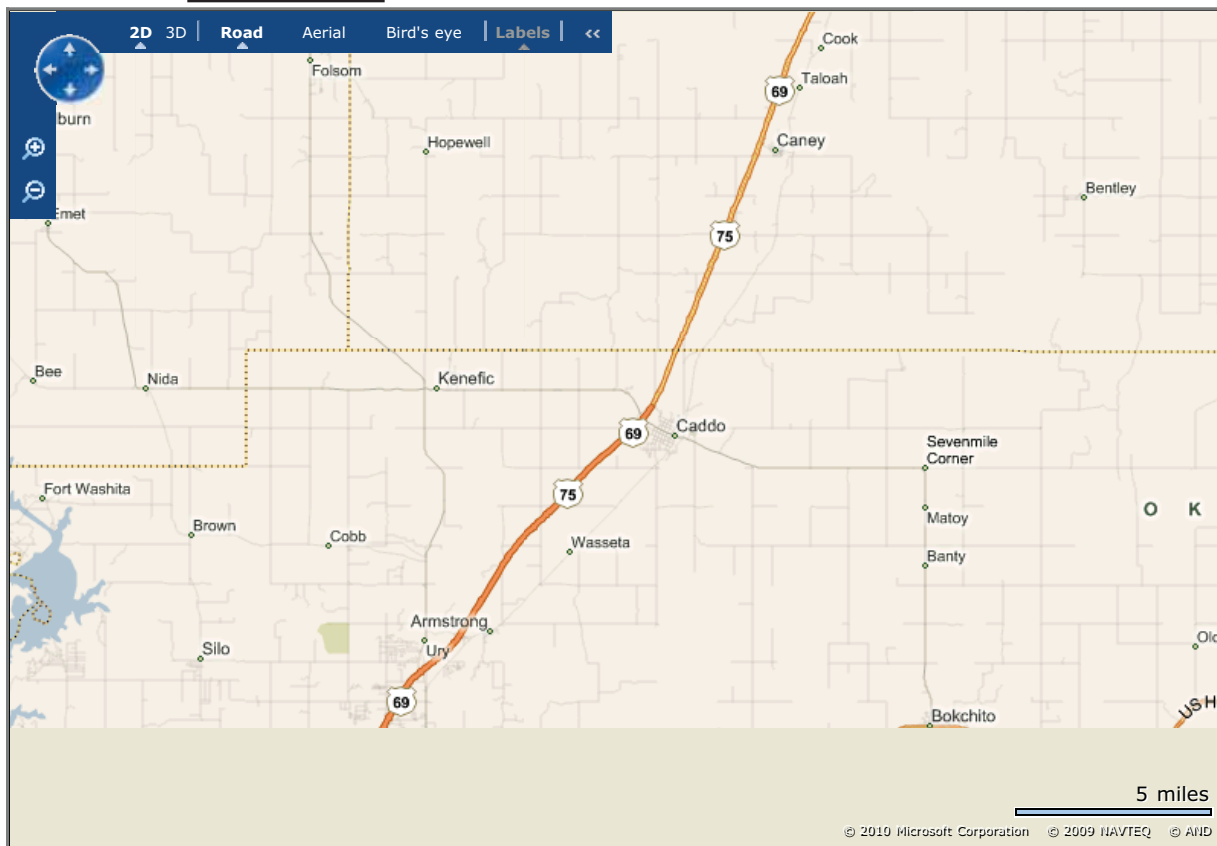 2D 3D | Road Aerial Bird's eye | Labels | <<
Cook
Folsom
Taloah
69
burn
Hopewell
Caney
Bentley
Emet
75
Bee
Nida
Kenefic
Caddo
69
Sevenmile
Corner
Fort Washita
75
O K
Matoy
Brown
Cobb
Wasseta
Banty
Armstrong
Ury
Silo
Old
69
US H
Bokchito
5 miles
© 2010 Microsoft Corporation © 2009 NAVTEQ © AND